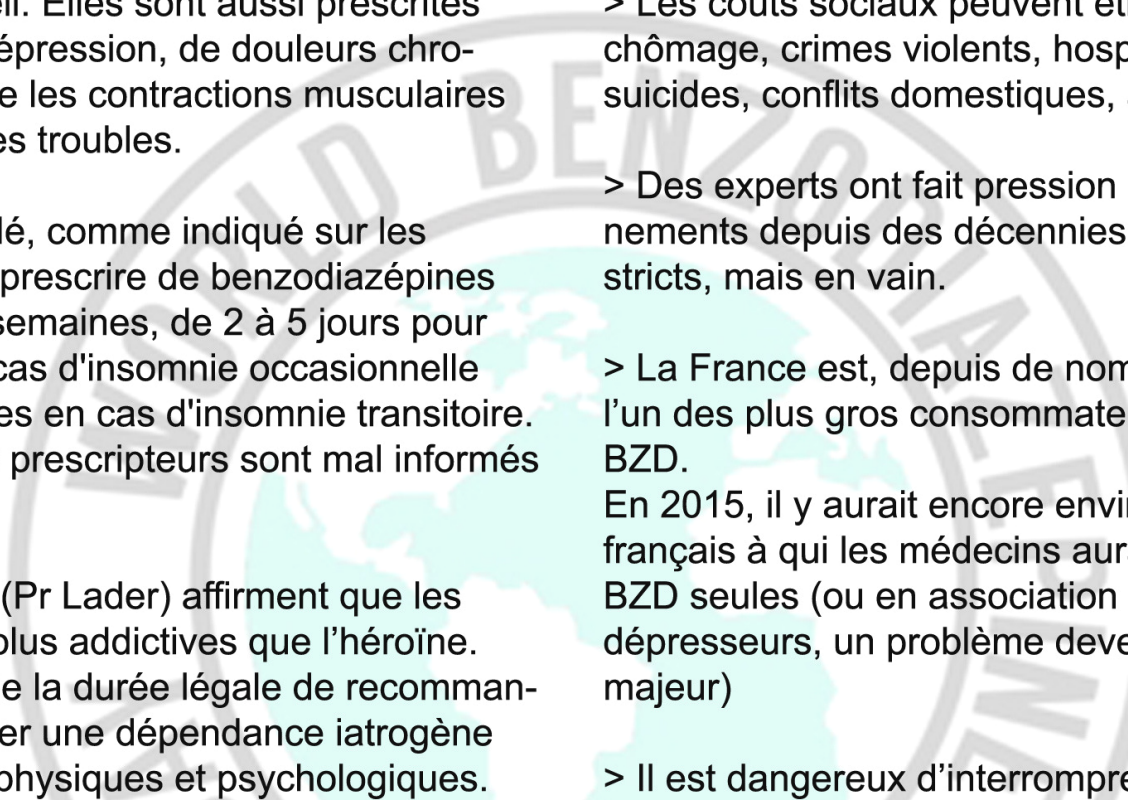 eil. Elles sont aussi prescrites
épression, de douleurs chro-
e les contractions musculaires
es troubles.
lé, comme indiqué sur les
prescrire de benzodiazépines
semaines, de 2 à 5 jours pour
cas d'insomnie occasionnelle
es en cas d'insomnie transitoire.
prescripteurs sont mal informés
(Pr Lader) affirment que les
plus addictives que l’héroïne.
e la durée légale de recomman-
er une dépendance iatrogène
physiques et psychologiques.
> Les coûts sociaux peuvent êt
chômage, crimes violents, hosp
suicides, conflits domestiques,
> Des experts ont fait pression
nements depuis des décennies
stricts, mais en vain.
> La France est, depuis de nom
l’un des plus gros consommate
BZD.
En 2015, il y aurait encore envi
français à qui les médecins aur
BZD seules (ou en association
dépresseurs, un problème deve
majeur)
> Il est dangereux d’interrompre
WORLD BENZODIAZEPINE